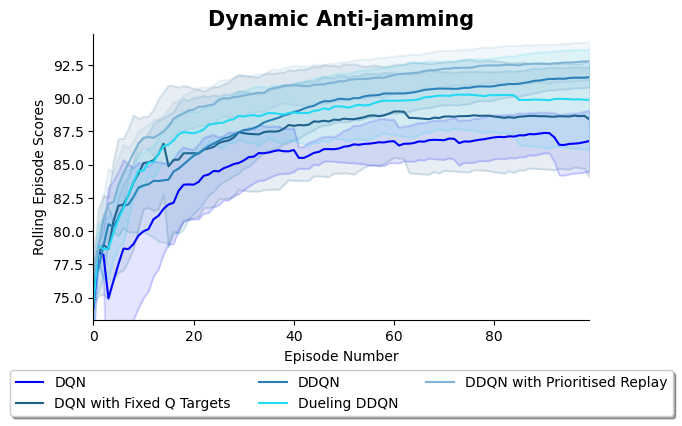 Dynamic Anti-jamming
92.5
90.0
87.5
85.0
82.5
80.0
77.5
75.0
Rolling Episode Scores
0 20 40 60 80
Episode Number
DQN DDQN DDQN with Prioritised Replay
DQN with Fixed Q Targets Dueling DDQN